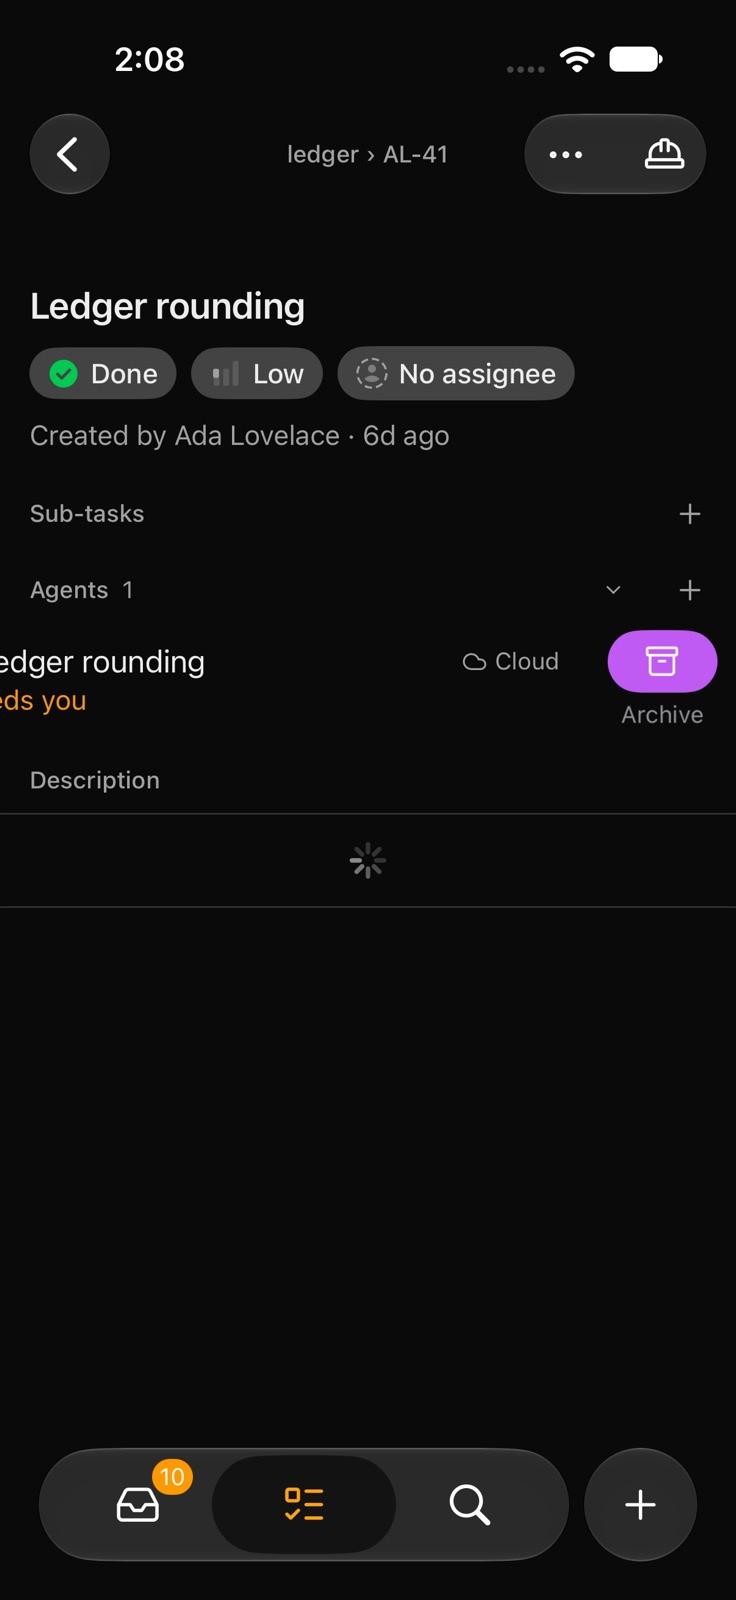 2:08
ledger › AL-41
Ledger rounding
Done
Low
No assignee
Created by Ada Lovelace · 6d ago
Sub-tasks
Agents 1
edger rounding
Cloud
eds you
Archive
Description
10